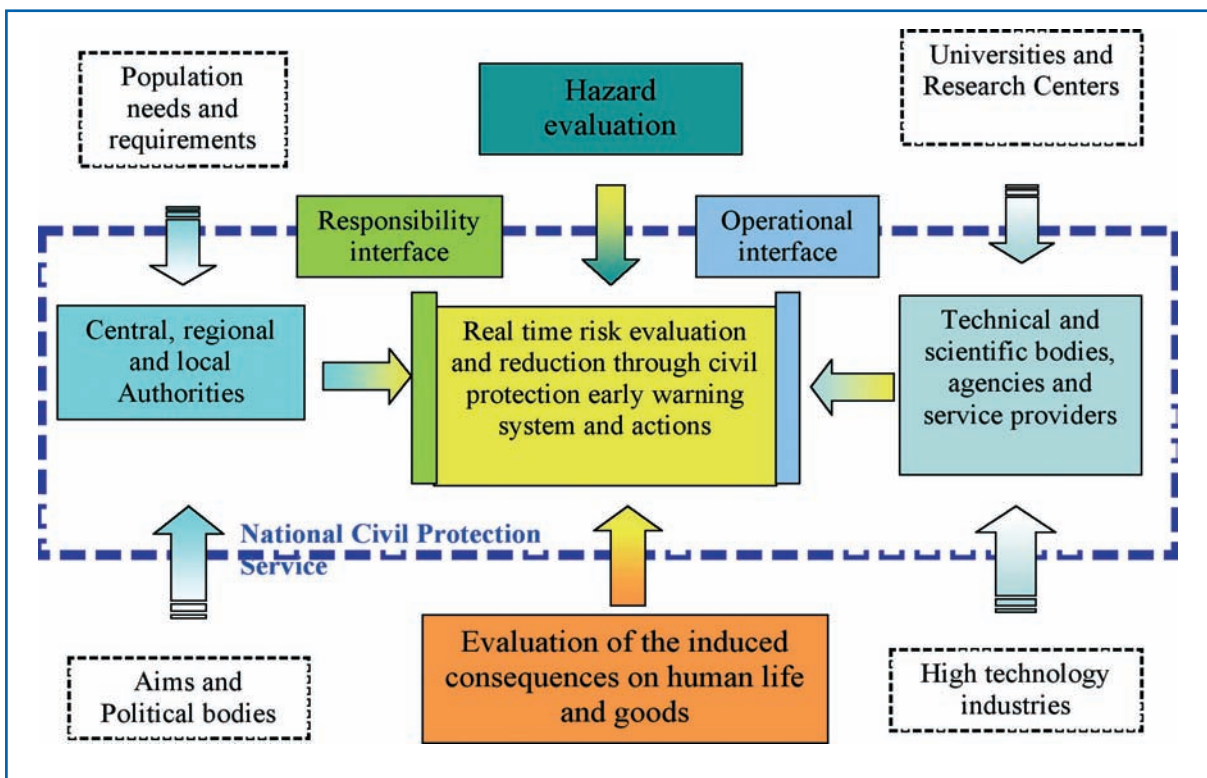 Population
needs and
requirements
Hazard
evaluation
Universities and
Research Centers
Responsibility
interface
Operational
interface
Central, regional
and local
Authorities
Real time risk evaluation
and reduction through civil
protection early warning
system and actions
Technical and
scientific bodies,
agencies and
service providers
National Civil Protection
Service
Aims and
Political bodies
Evaluation of the induced
consequences on human life
and goods
High technology
industries